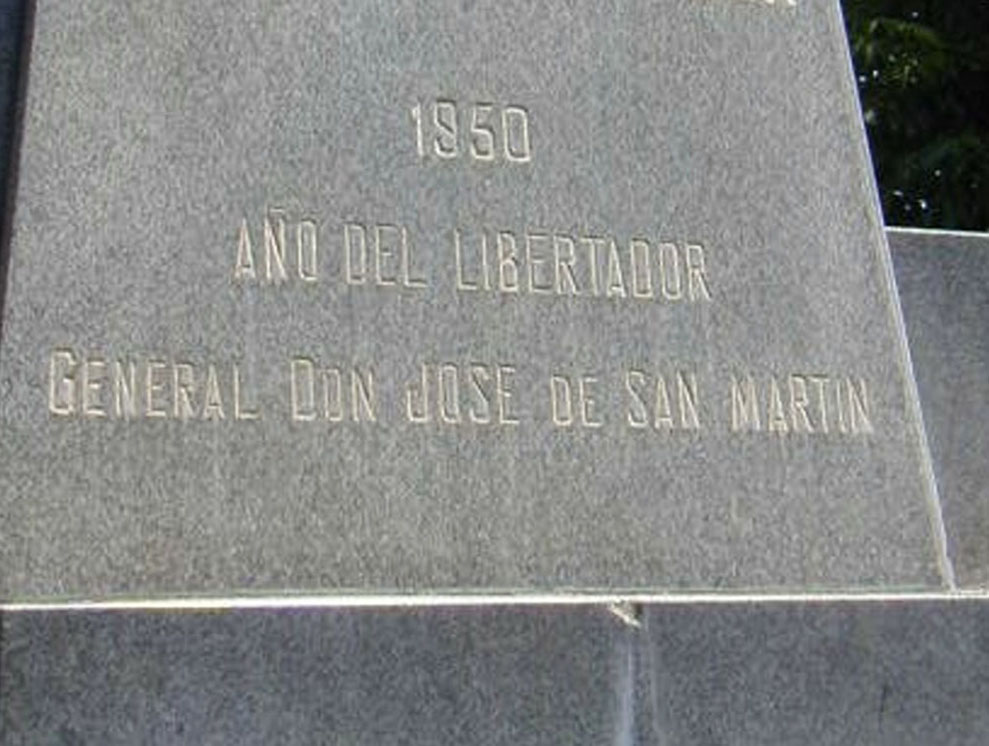 1950
AÑO DEL LIBERTADOR
GENERAL DON JOSE DE SAN MARTIN